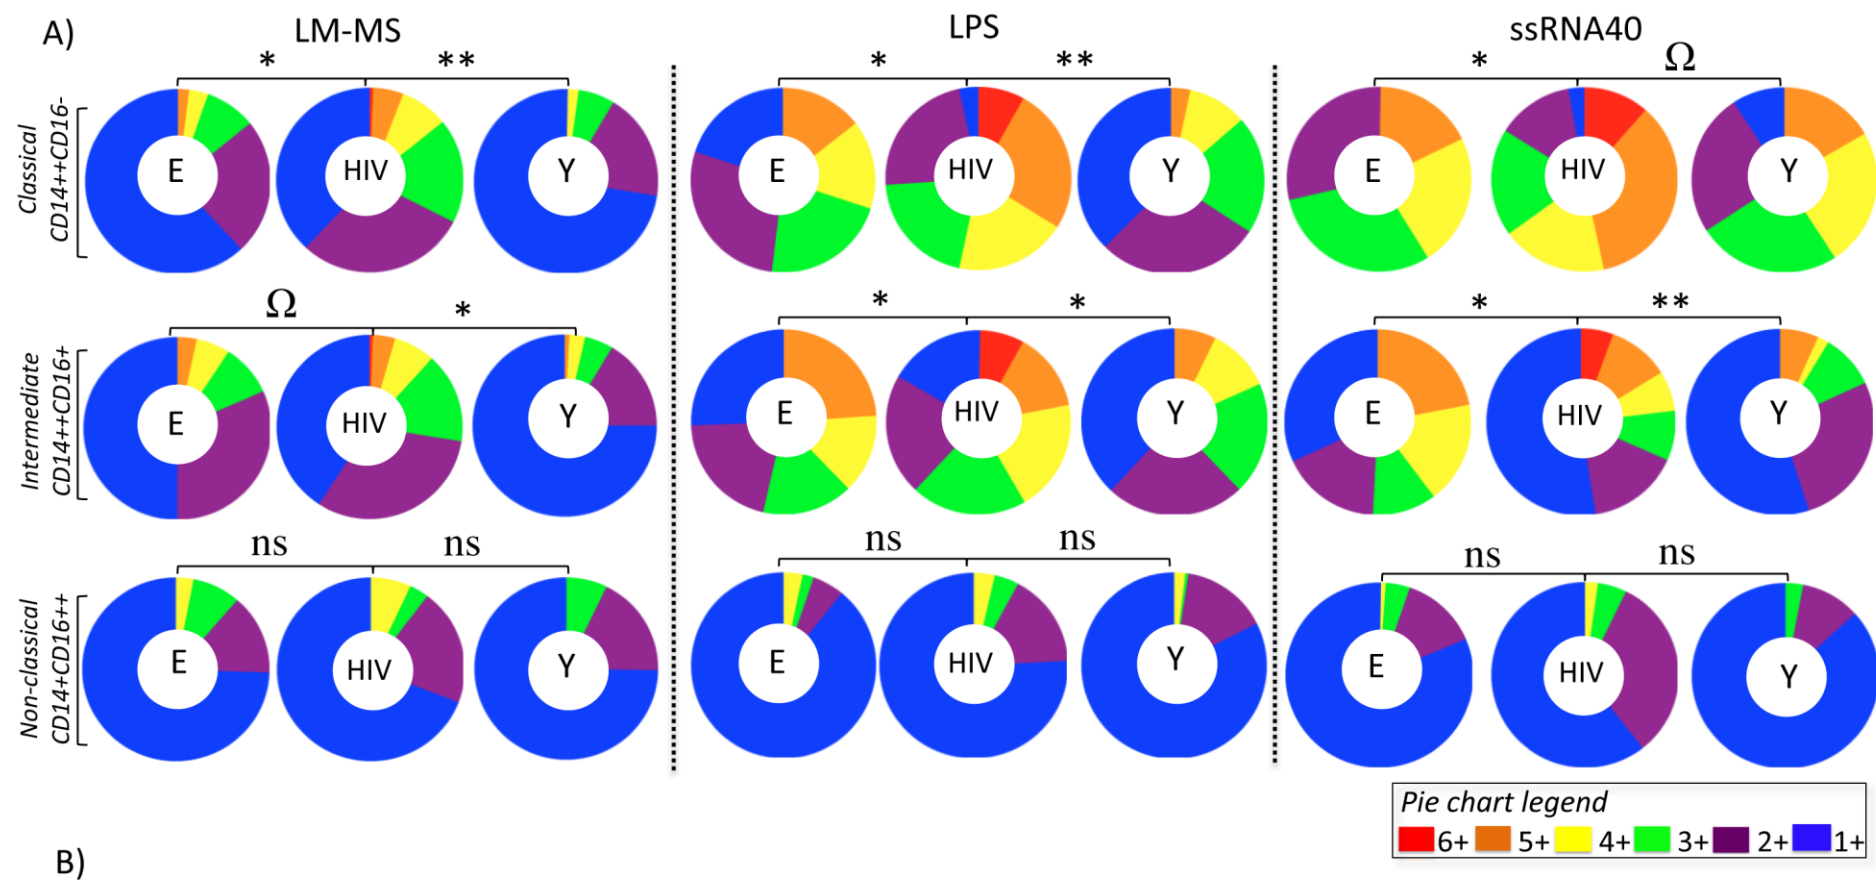 A)
LM-MS
LPS
ssRNA40
* ** * ** * Ω
Classical
CD14++CD16-
E HIV Y E HIV Y E HIV Y
Ω * * * * **
Intermediate
CD14++CD16+
E HIV Y E HIV Y E HIV Y
ns ns ns ns ns ns
Non-classical
CD14+CD16++
E HIV Y E HIV Y E HIV Y
Pie chart legend
6+ 5+ 4+ 3+ 2+ 1+
B)